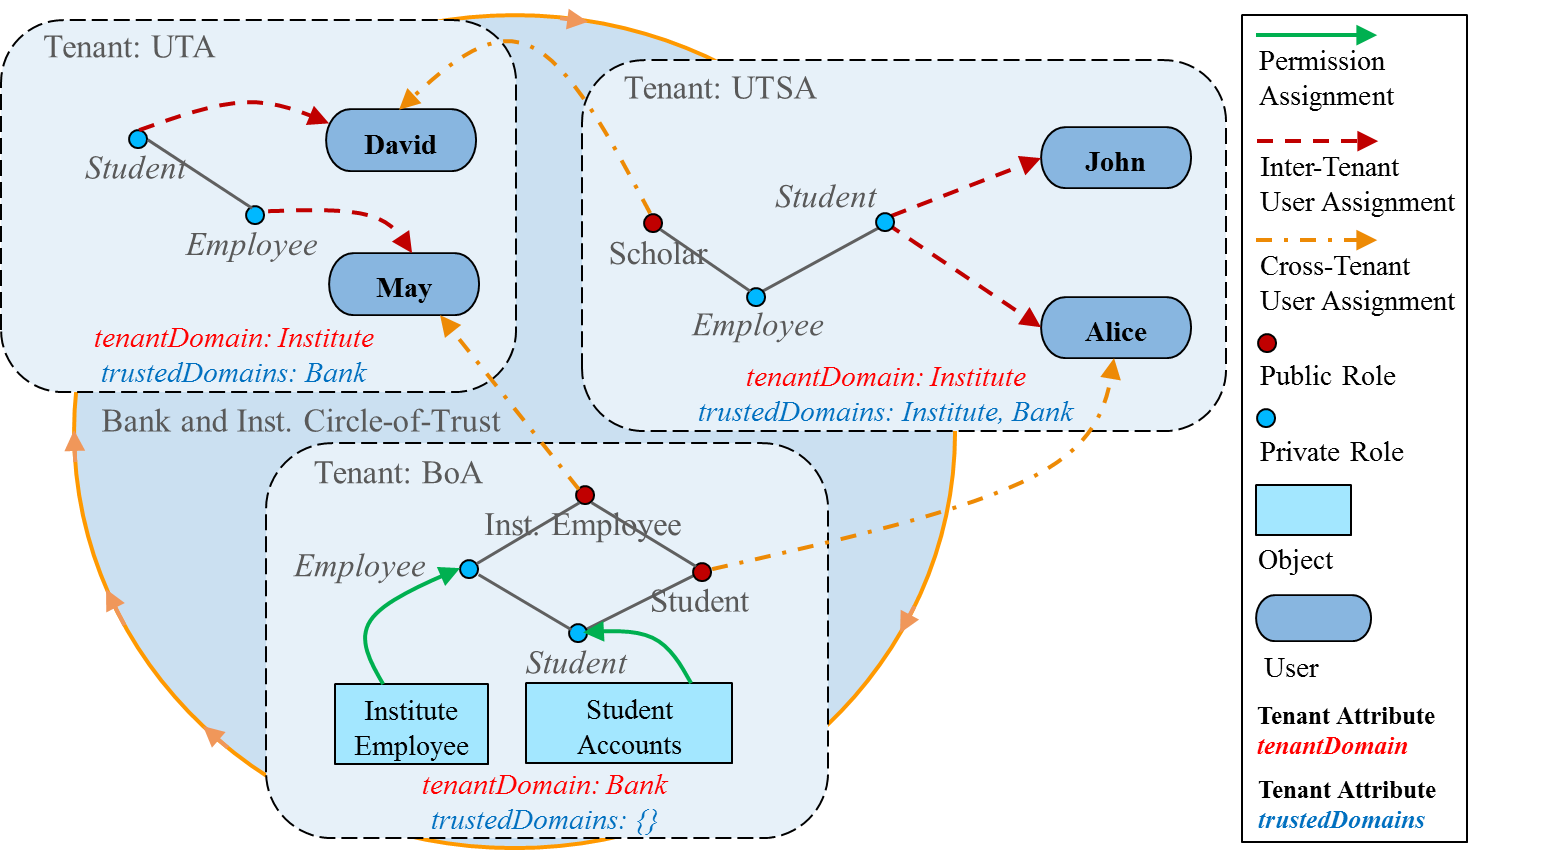 Tenant: UTA
David
Student
Employee
May
tenantDomain: Institute
trustedDomains: Bank
Tenant: UTSA
John
Student
Scholar
Employee
Alice
tenantDomain: Institute
trustedDomains: Institute, Bank
Bank and Inst. Circle-of-Trust
Tenant: BoA
Inst. Employee
Employee
Student
Student
Institute
Employee
Student
Accounts
tenantDomain: Bank
trustedDomains: {}
Permission
Assignment
Inter-Tenant
User Assignment
Cross-Tenant
User Assignment
Public Role
Private Role
Object
User
Tenant Attribute
tenantDomain
Tenant Attribute
trustedDomains